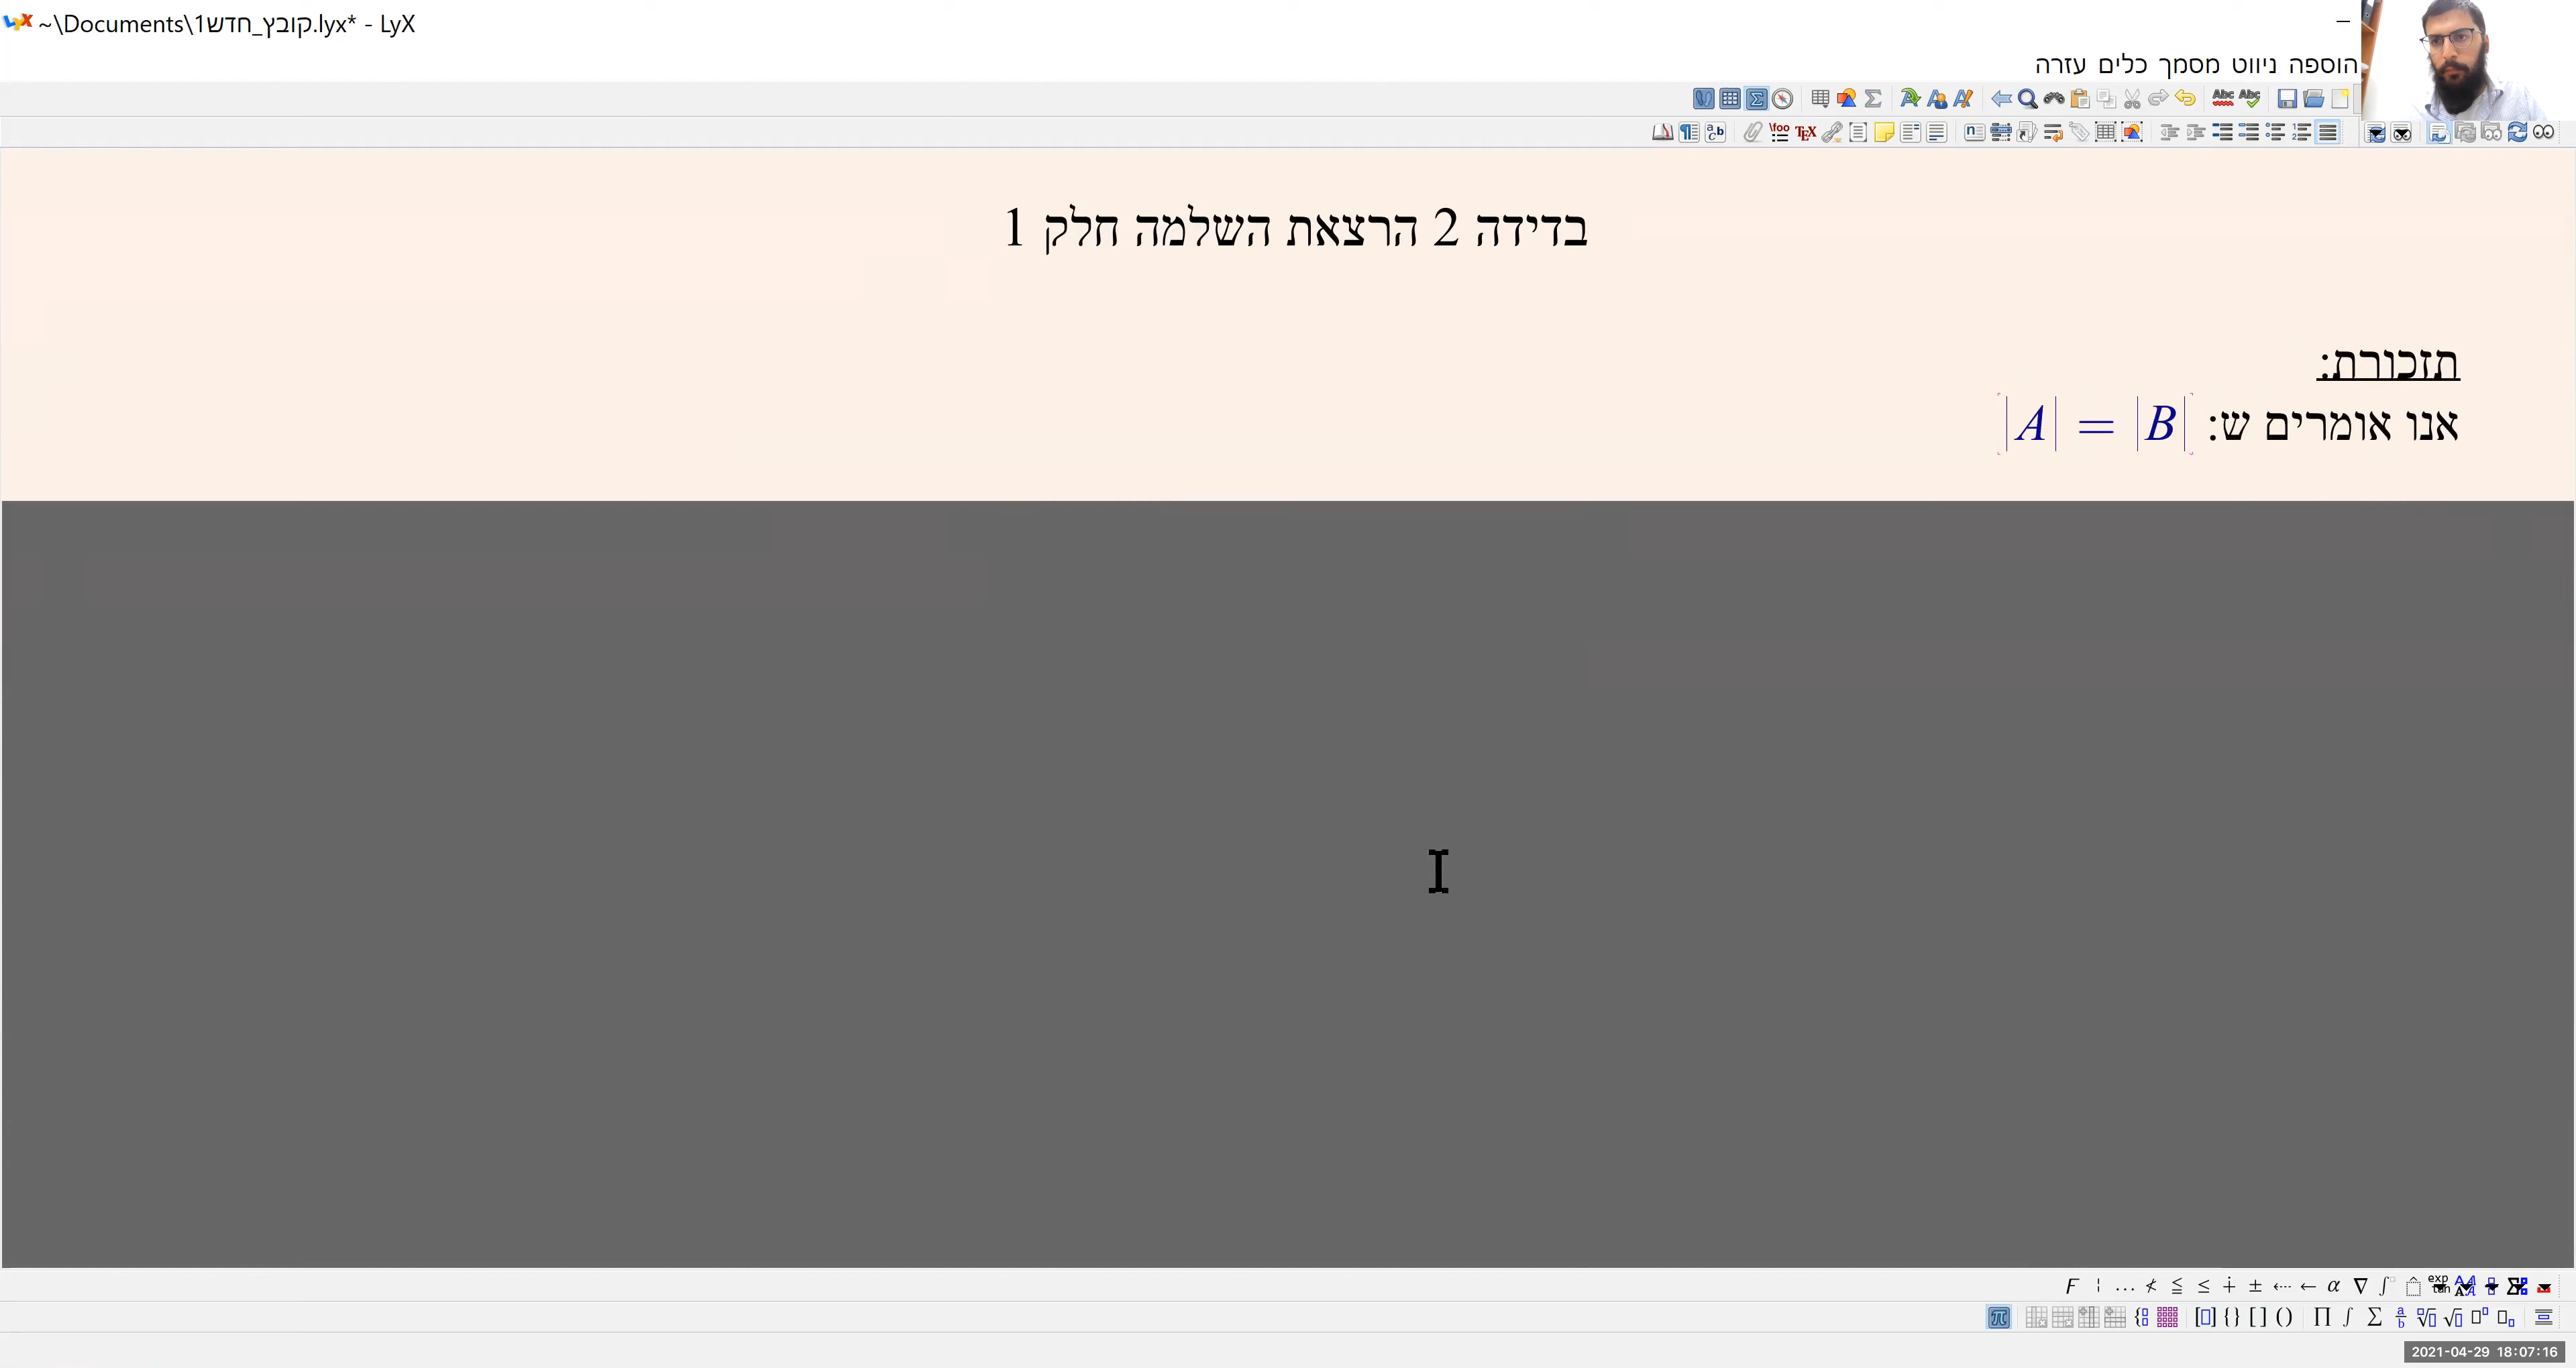 ~\Documents\קובץ_חדש1.lyx* - LyX
הוספה ניווט מסמך כלים עזרה
בדידה 2 הרצאת השלמה חלק 1
תזכורת:
אנו אומרים ש: |A| = |B|
2021-04-29 18:07:16